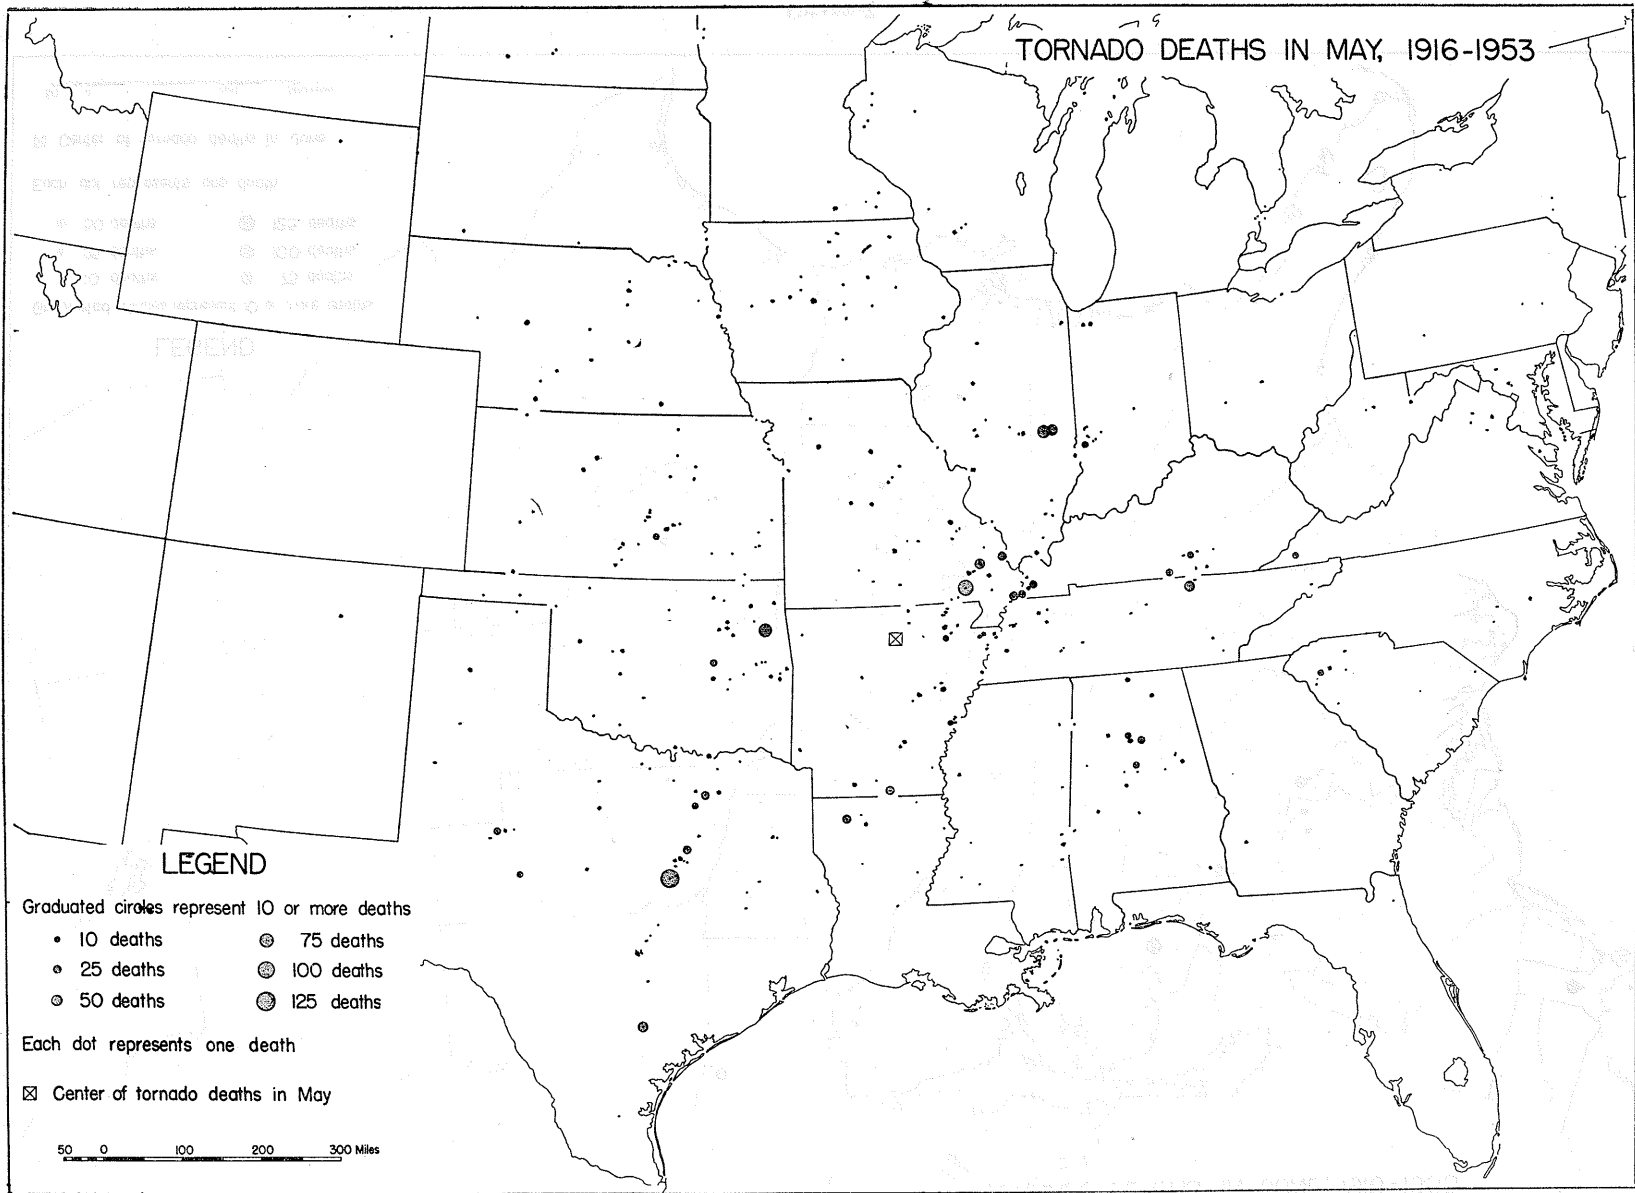 TORNADO DEATHS IN MAY, 1916-1953
LEGEND
Graduated circles represent 10 or more deaths
10 deaths
75 deaths
25 deaths
100 deaths
50 deaths
125 deaths
Each dot represents one death
Center of tornado deaths in May
50 0 100 200 300 Miles